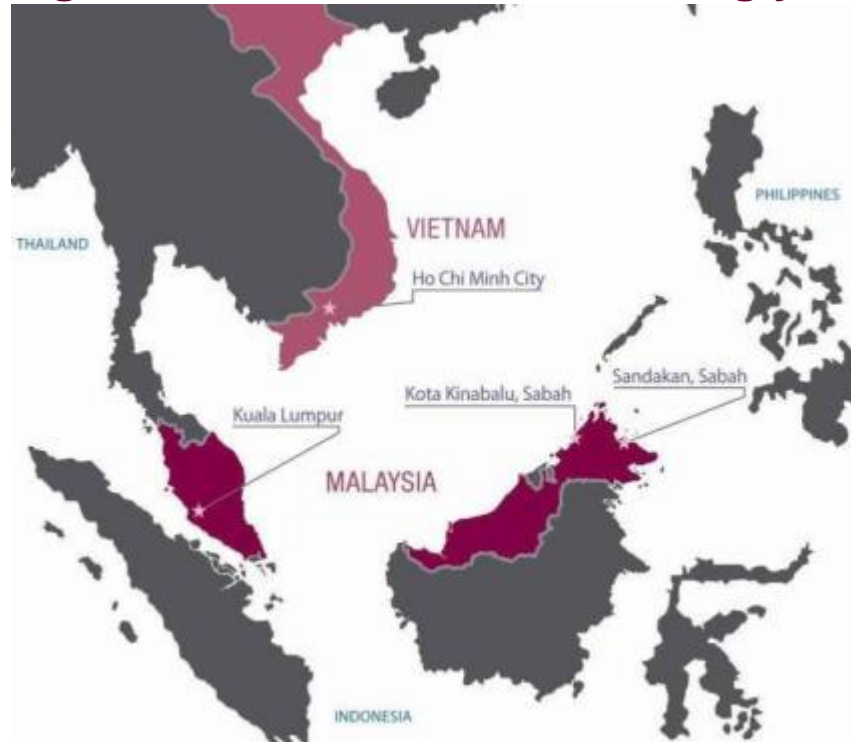 PHILIPPINES
VIETNAM
THAILAND
Ho Chi Minh City
Sandakan, Sabah
Kota Kinabalu, Sabah
Kuala Lumpur
MALAYSIA
INDONESIA